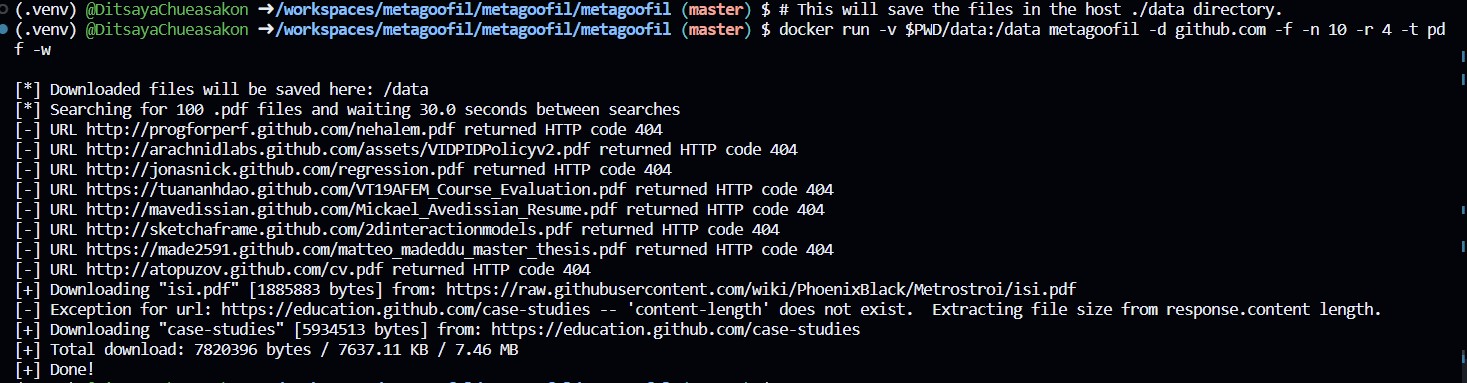 (.venv) @DitsayaChueasakon ➜/workspaces/metagoofil/metagoofil/metagoofil (master) $ # This will save the files in the host ./data directory.
(.venv) @DitsayaChueasakon ➜/workspaces/metagoofil/metagoofil/metagoofil (master) $ docker run -v $PWD/data:/data metagoofil -d github.com -f -n 10 -r 4 -t pd
f -w
[*] Downloaded files will be saved here: /data
[*] Searching for 100 .pdf files and waiting 30.0 seconds between searches
[-] URL http://progforperf.github.com/nehalem.pdf returned HTTP code 404
[-] URL http://arachnidlabs.github.com/assets/VIDPIDPolicyv2.pdf returned HTTP code 404
[-] URL http://jonasnick.github.com/regression.pdf returned HTTP code 404
[-] URL https://tuananhdao.github.com/VT19AFEM_Course_Evaluation.pdf returned HTTP code 404
[-] URL http://mavedissian.github.com/Mickael_Avedissian_Resume.pdf returned HTTP code 404
[-] URL http://sketchaframe.github.com/2dinteractionmodels.pdf returned HTTP code 404
[-] URL https://made2591.github.com/matteo_madeddu_master_thesis.pdf returned HTTP code 404
[-] URL http://atopuzov.github.com/cv.pdf returned HTTP code 404
[+] Downloading "isi.pdf" [1885883 bytes] from: https://raw.githubusercontent.com/wiki/PhoenixBlack/Metrostroi/isi.pdf
[-] Exception for url: https://education.github.com/case-studies -- 'content-length' does not exist.  Extracting file size from response.content length.
[+] Downloading "case-studies" [5934513 bytes] from: https://education.github.com/case-studies
[+] Total download: 7820396 bytes / 7637.11 KB / 7.46 MB
[+] Done!